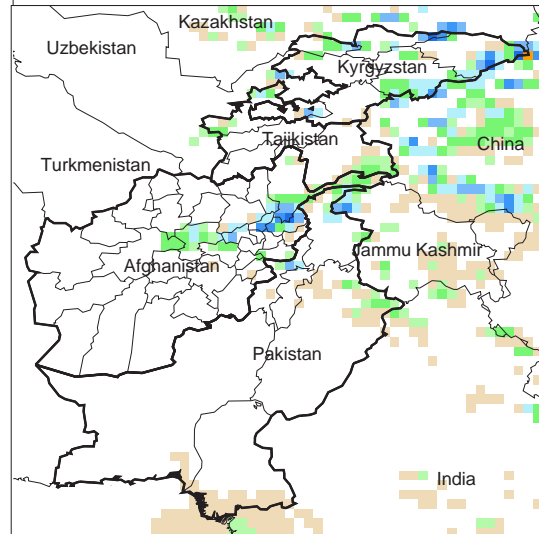 Kazakhstan
Uzbekistan
Kyrgyzstan
Tajikistan
China
Turkmenistan
Jammu Kashmir
Afghanistan
Pakistan
India